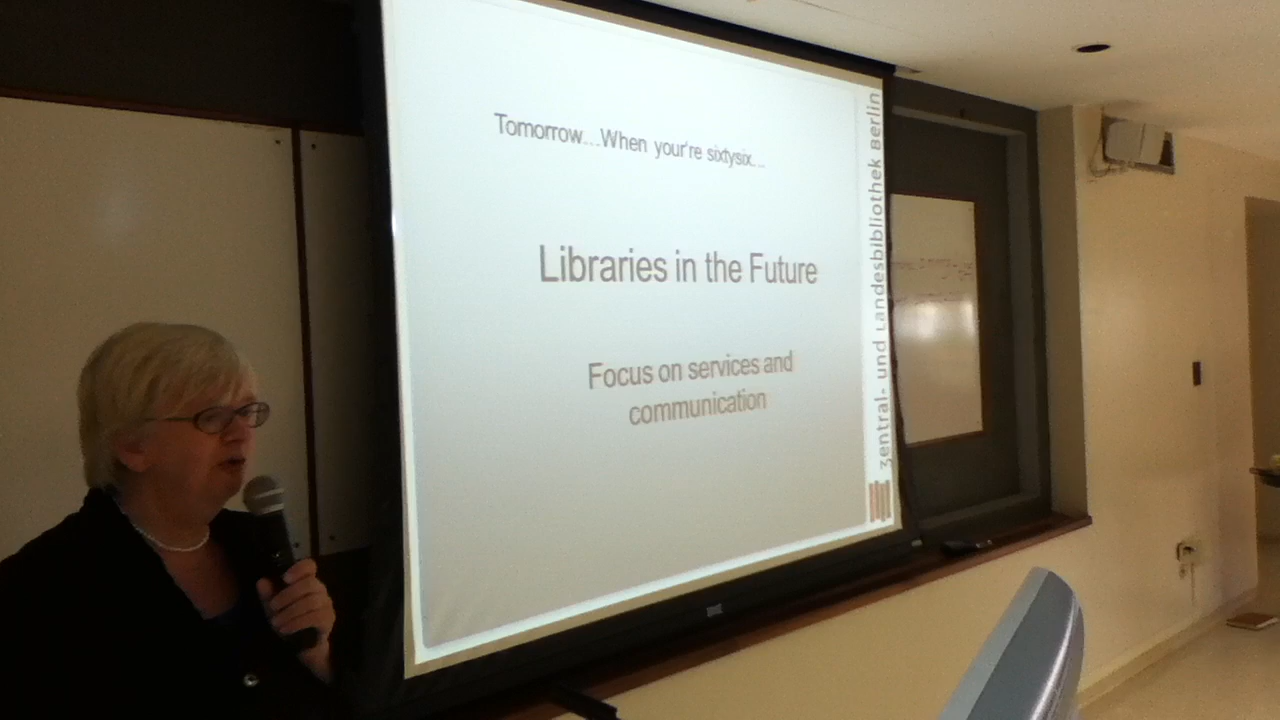 Tomorrow...When your're sixtysix...
Libraries in the Future
Focus on services and
communication
zentral- und Landesbibliothek Berlin